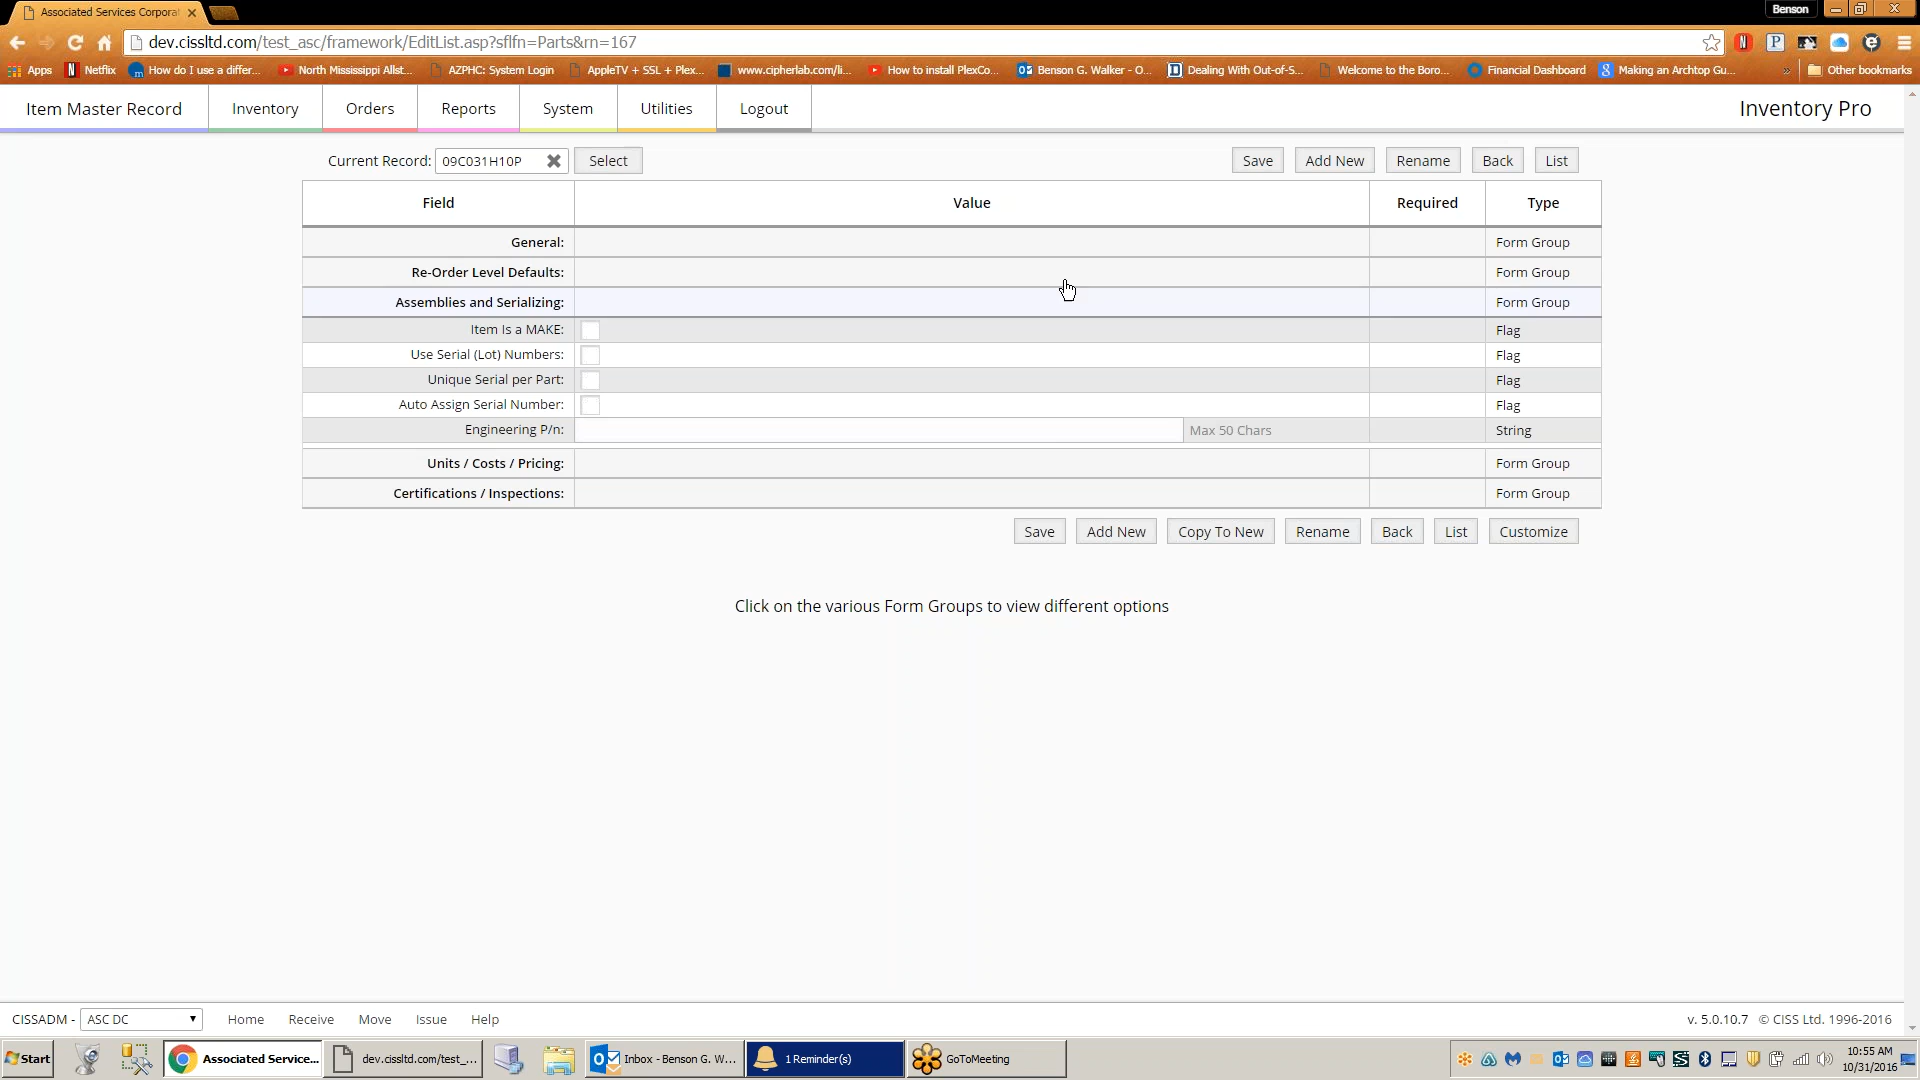 Associated Services Corporat
Benson
dev.cissltd.com/test_asc/framework/EditList.asp?sflfn=Parts&rn=167
Apps Netflix How do I use a differ... North Mississippi Allst... AZPHC: System Login AppleTV + SSL + Plex... www.cipherlab.com/li... How to install PlexCo... Benson G. Walker - O... Dealing With Out-of-S... Welcome to the Boro... Financial Dashboard Making an Archtop Gu... » Other bookmarks
Item Master Record Inventory Orders Reports System Utilities Logout Inventory Pro
Current Record: 09C031H10P Select Save Add New Rename Back List
Field Value Required Type
General: Form Group
Re-Order Level Defaults: Form Group
Assemblies and Serializing: Form Group
Item Is a MAKE: Flag
Use Serial (Lot) Numbers: Flag
Unique Serial per Part: Flag
Auto Assign Serial Number: Flag
Engineering P/n: Max 50 Chars String
Units / Costs / Pricing: Form Group
Certifications / Inspections: Form Group
Save Add New Copy To New Rename Back List Customize
Click on the various Form Groups to view different options
CISSADM - ASC DC Home Receive Move Issue Help v. 5.0.10.7 © CISS Ltd. 1996-2016
Start Associated Service... dev.cissltd.com/test_... Inbox - Benson G. W... 1 Reminder(s) GoToMeeting 10:55 AM
10/31/2016